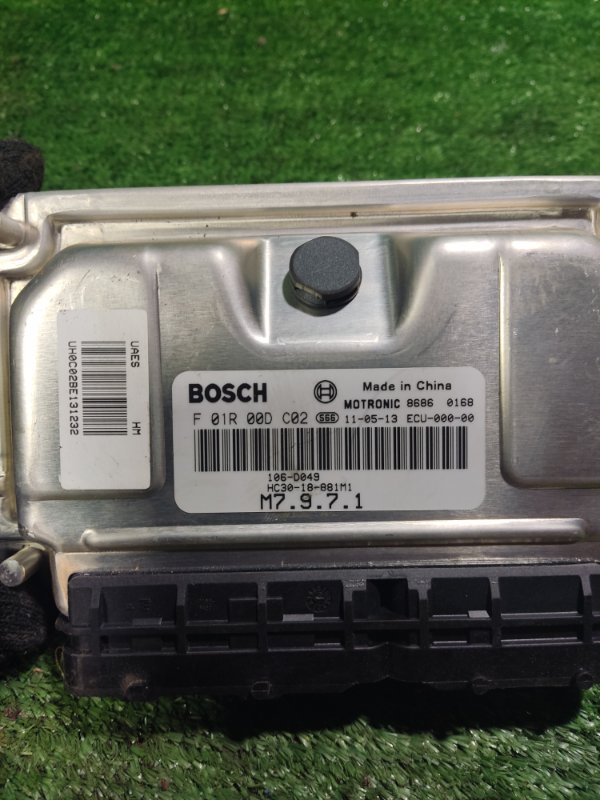 UAES HM
UH0C02BE131232
BOSCH Made in China
MOTRONIC 8686 0168
F 01R 00D C02 SG6 11-05-13 ECU-000-00
106-D049
HC30-18-881M1
M7.9.7.1